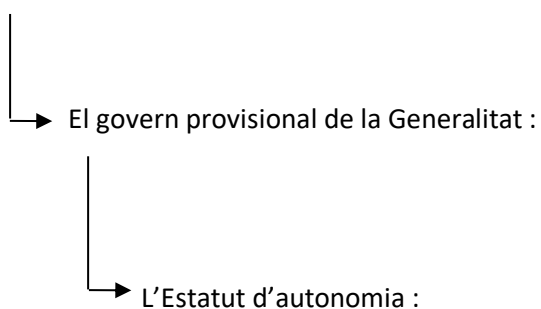 El govern provisional de la Generalitat :
L’Estatut d’autonomia :